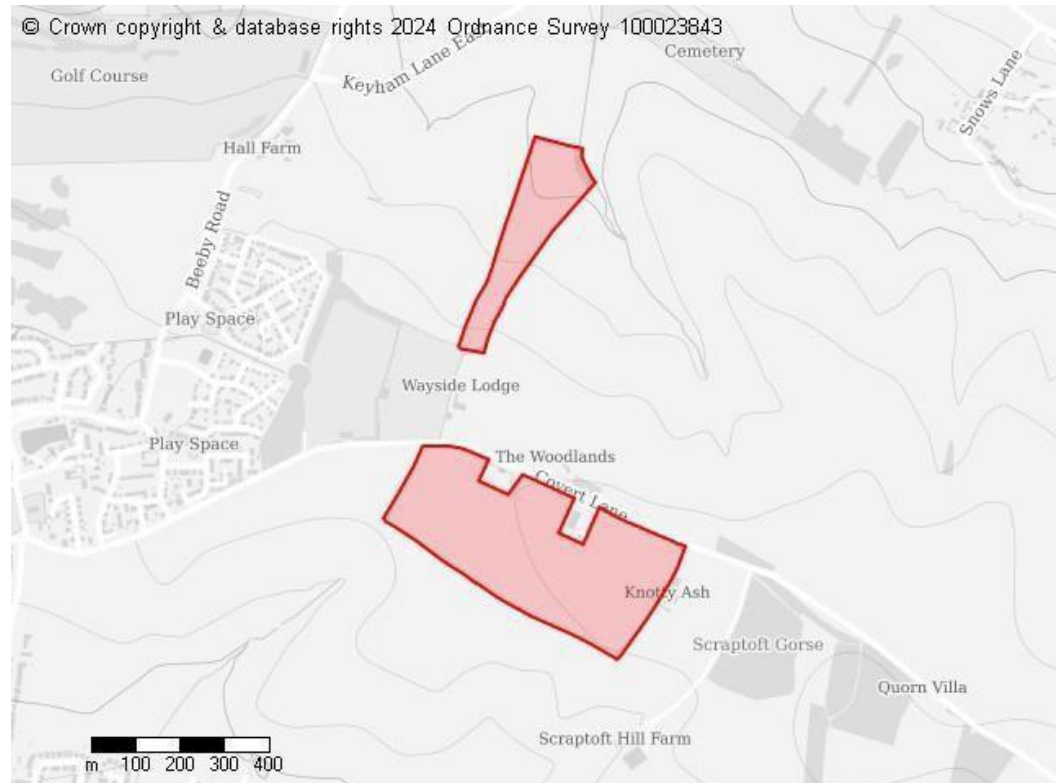 © Crown copyright & database rights 2024 Ordnance Survey 100023843
Golf Course
Keyham Lane East
Cemetery
Snows Lane
Hall Farm
Beeby Road
Play Space
Wayside Lodge
Play Space
The Woodlands
Covert Lane
Knotty Ash
Scraptoft Gorse
Quorn Villa
Scraptoft Hill Farm
m 100 200 300 400